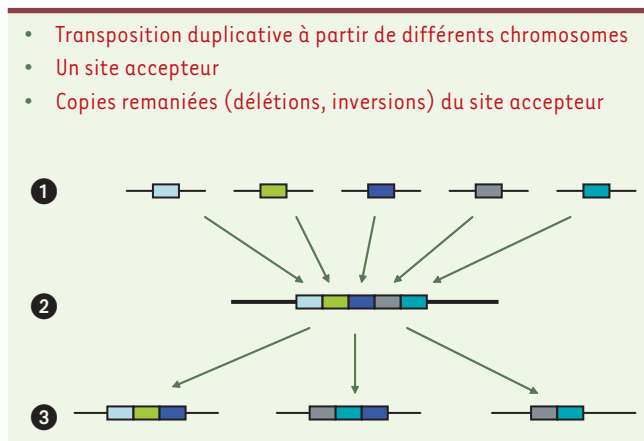 • Transposition duplicative à partir de différents chromosomes
• Un site accepteur
• Copies remaniées (délétions, inversions) du site accepteur
1
2
3